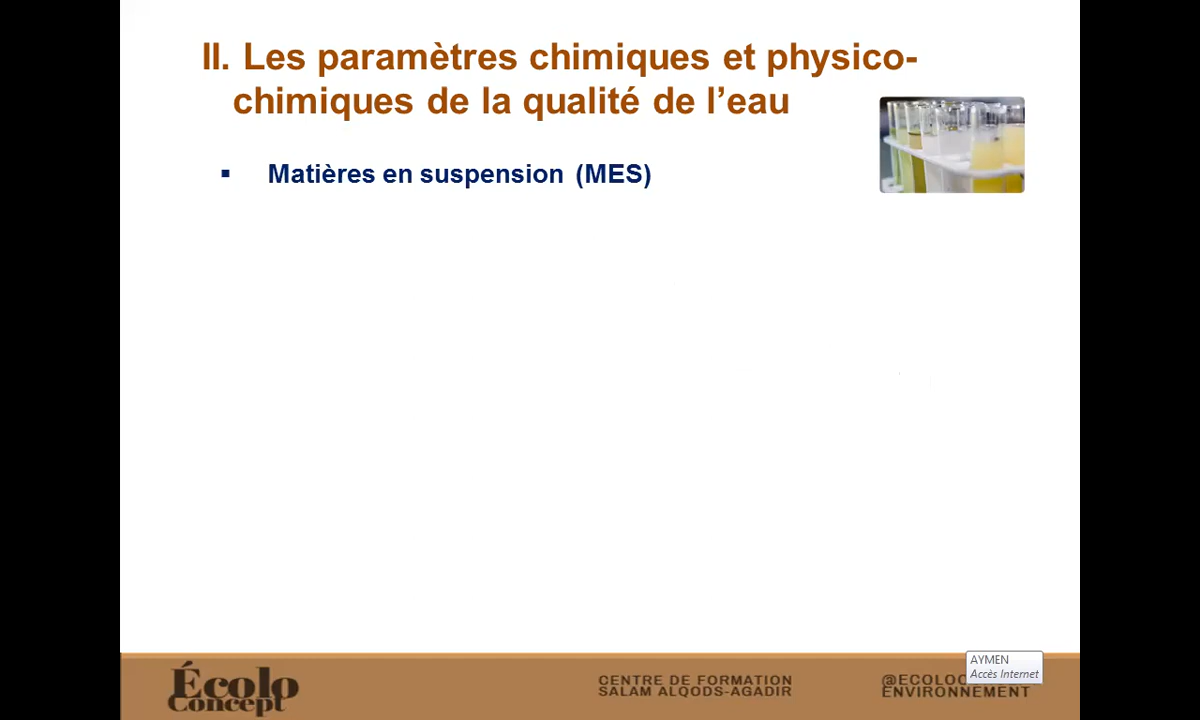 II. Les paramètres chimiques et physico-
chimiques de la qualité de l’eau
▪ Matières en suspension (MES)
Écolo
Concept
CENTRE DE FORMATION
SALAM ALQODS-AGADIR
ENVIRONNEMENT
AYMEN
Accès Internet